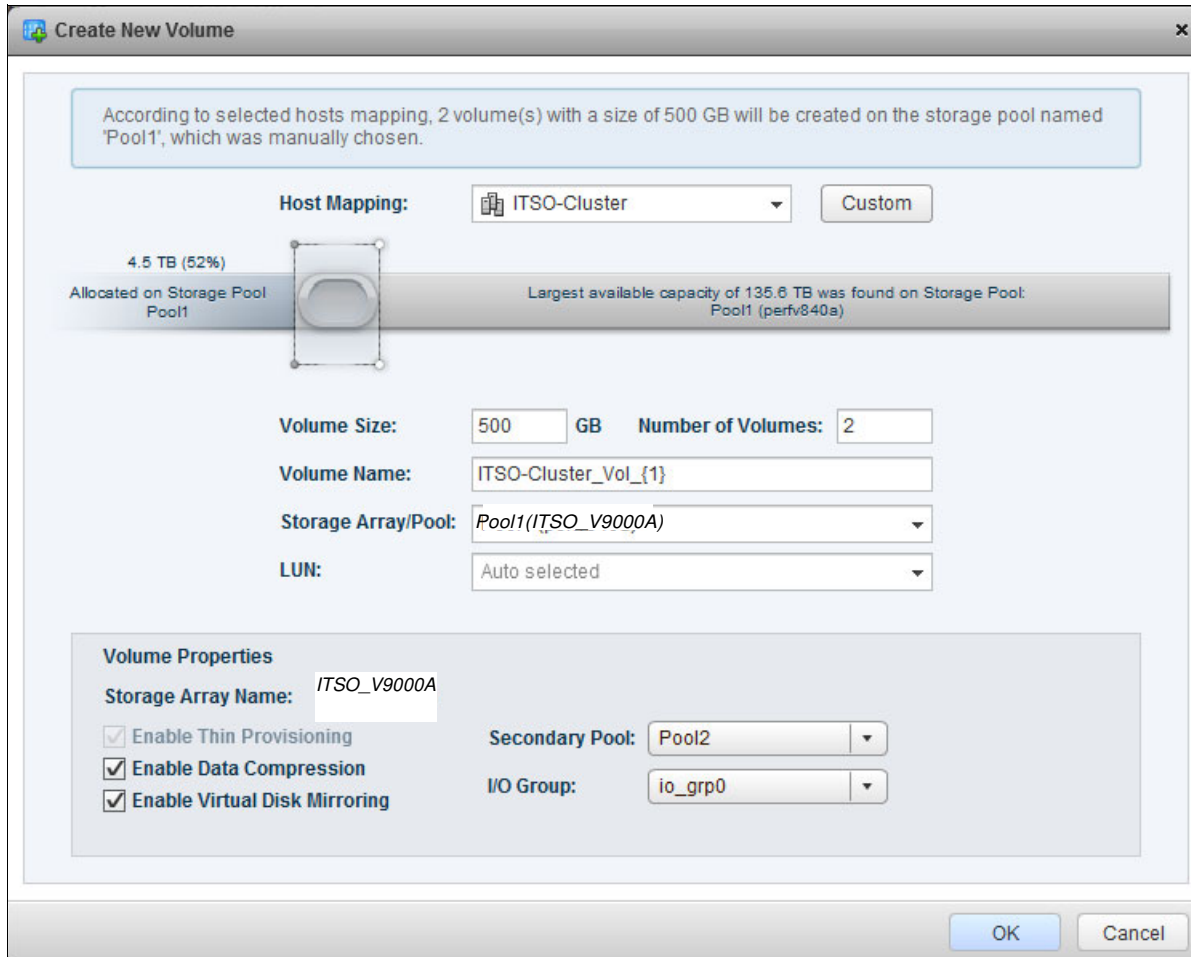 Create New Volume
According to selected hosts mapping, 2 volume(s) with a size of 500 GB will be created on the storage pool named
'Pool1', which was manually chosen.
Host Mapping: ITSO-Cluster Custom
4.5 TB (52%)
Allocated on Storage Pool
Pool1
Largest available capacity of 135.6 TB was found on Storage Pool:
Pool1 (perfv840a)
Volume Size: 500 GB Number of Volumes: 2
Volume Name: ITSO-Cluster_Vol_{1}
Storage Array/Pool: Pool1(ITSO_V9000A)
LUN: Auto selected
Volume Properties
Storage Array Name: ITSO_V9000A
Enable Thin Provisioning Secondary Pool: Pool2
Enable Data Compression
I/O Group: io_grp0
Enable Virtual Disk Mirroring
OK Cancel